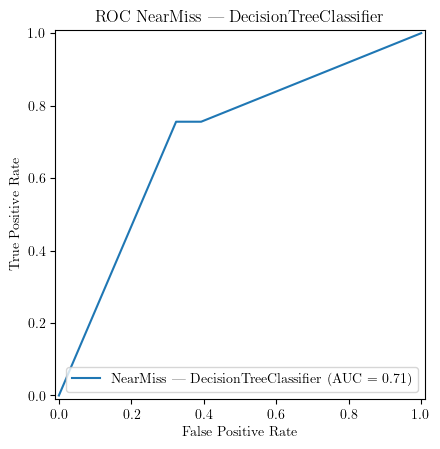 ROC NearMiss — DecisionTreeClassifier
1.0
0.8
0.6
0.4
0.2
0.0
True Positive Rate
NearMiss — DecisionTreeClassifier (AUC = 0.71)
0.0 0.2 0.4 0.6 0.8 1.0
False Positive Rate